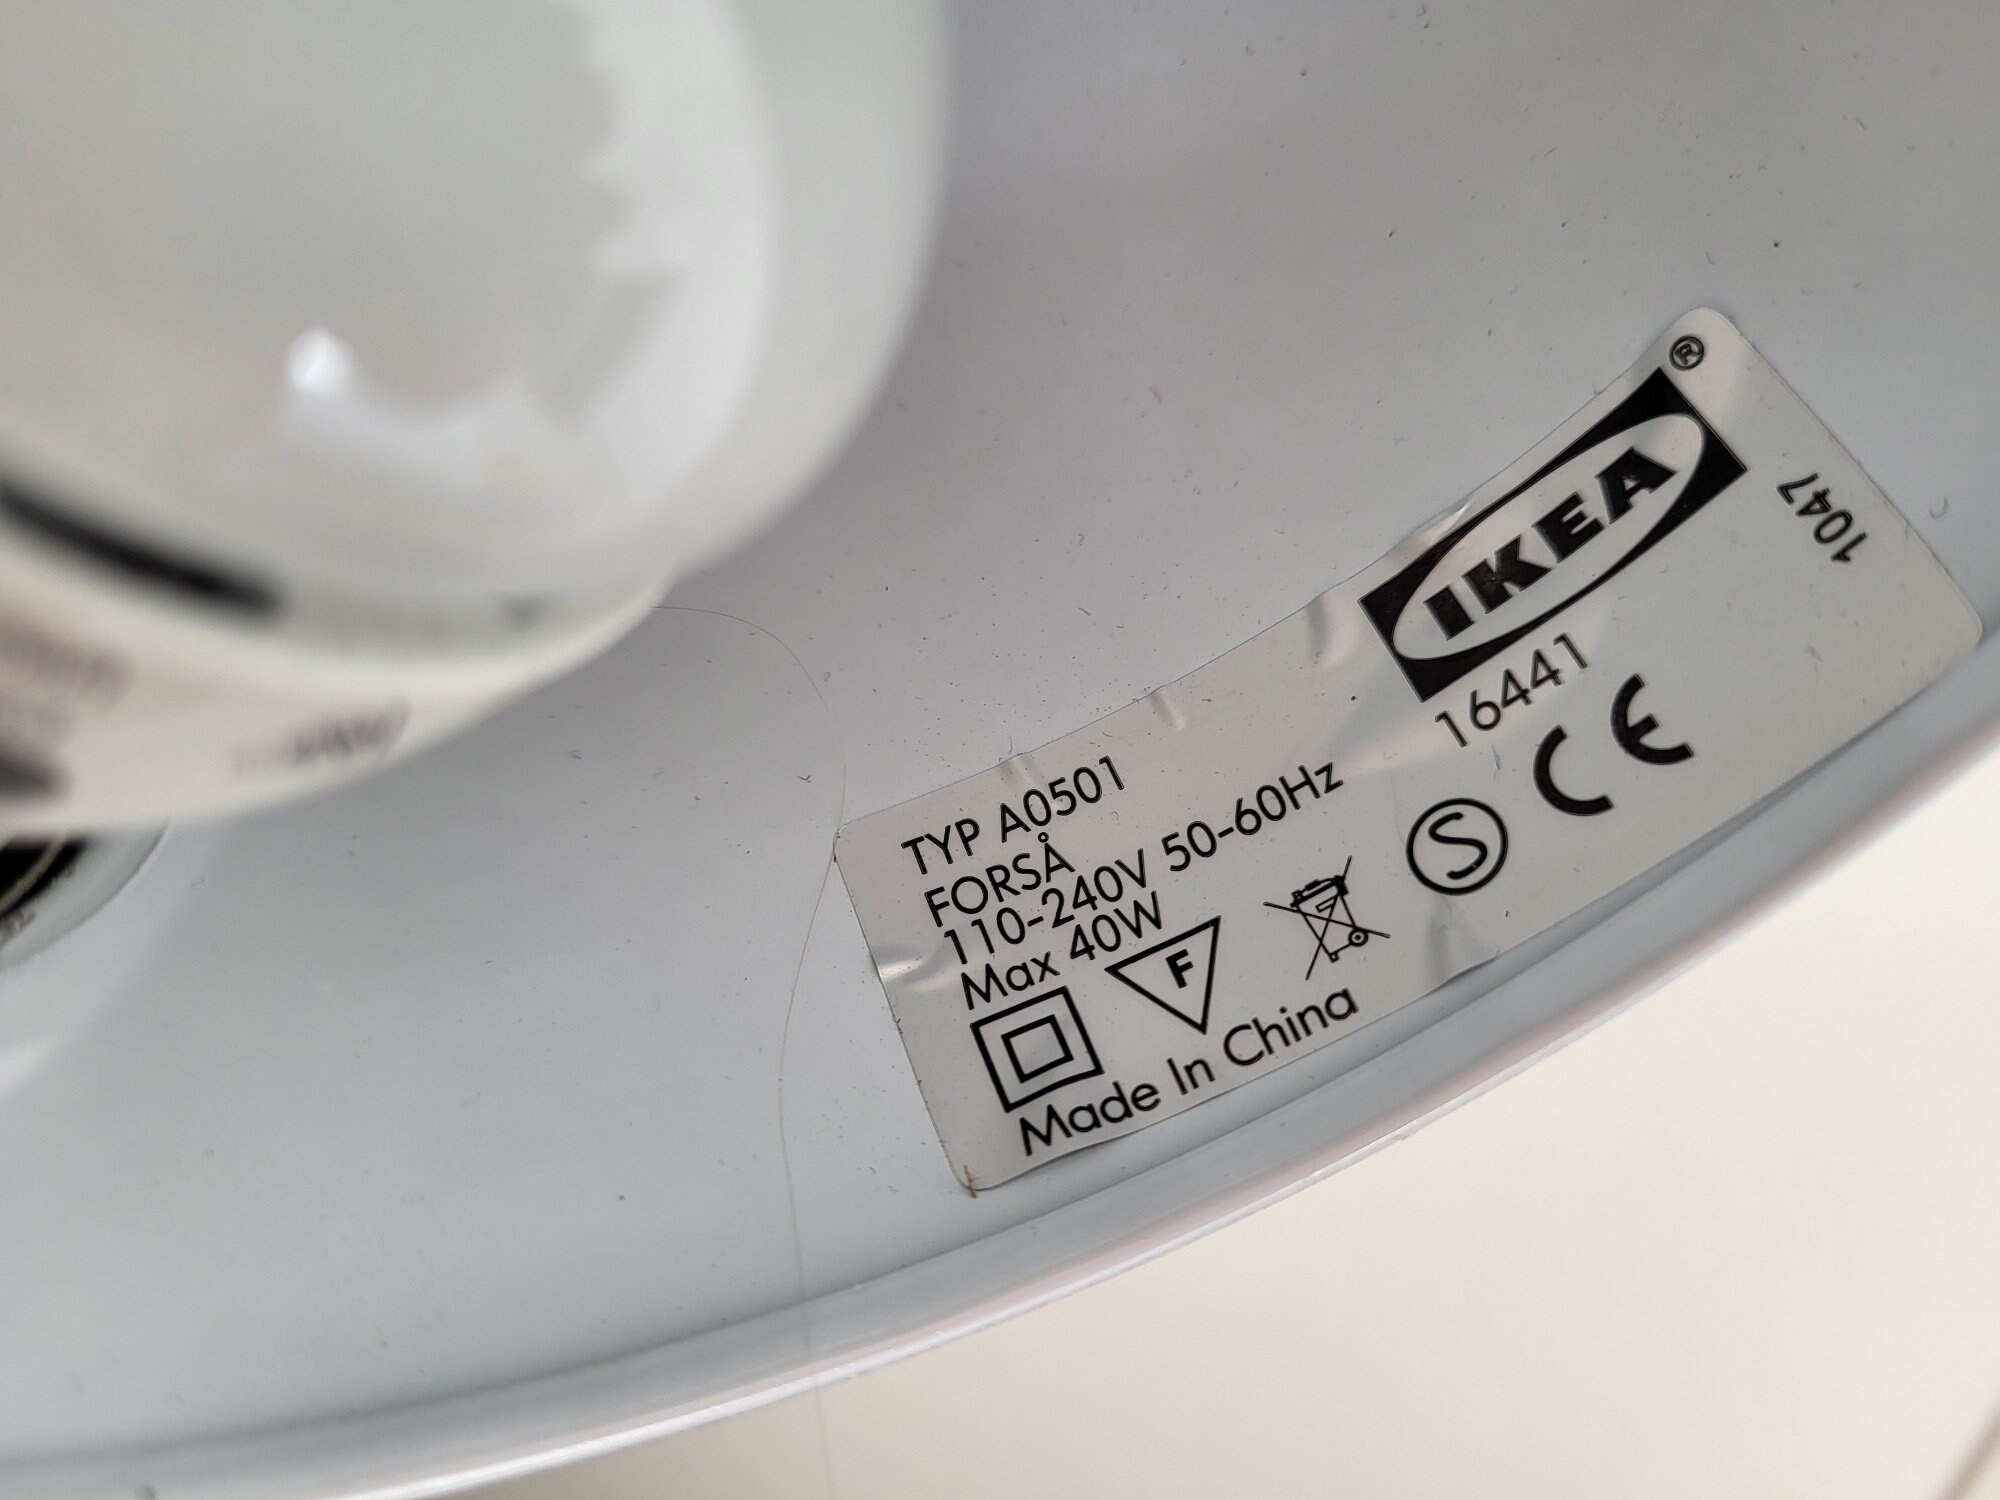 TYP A0501
FORSÅ
110-240V 50-60Hz
Max 40W
F
Made In China
IKEA®
16441
S
CE
1047